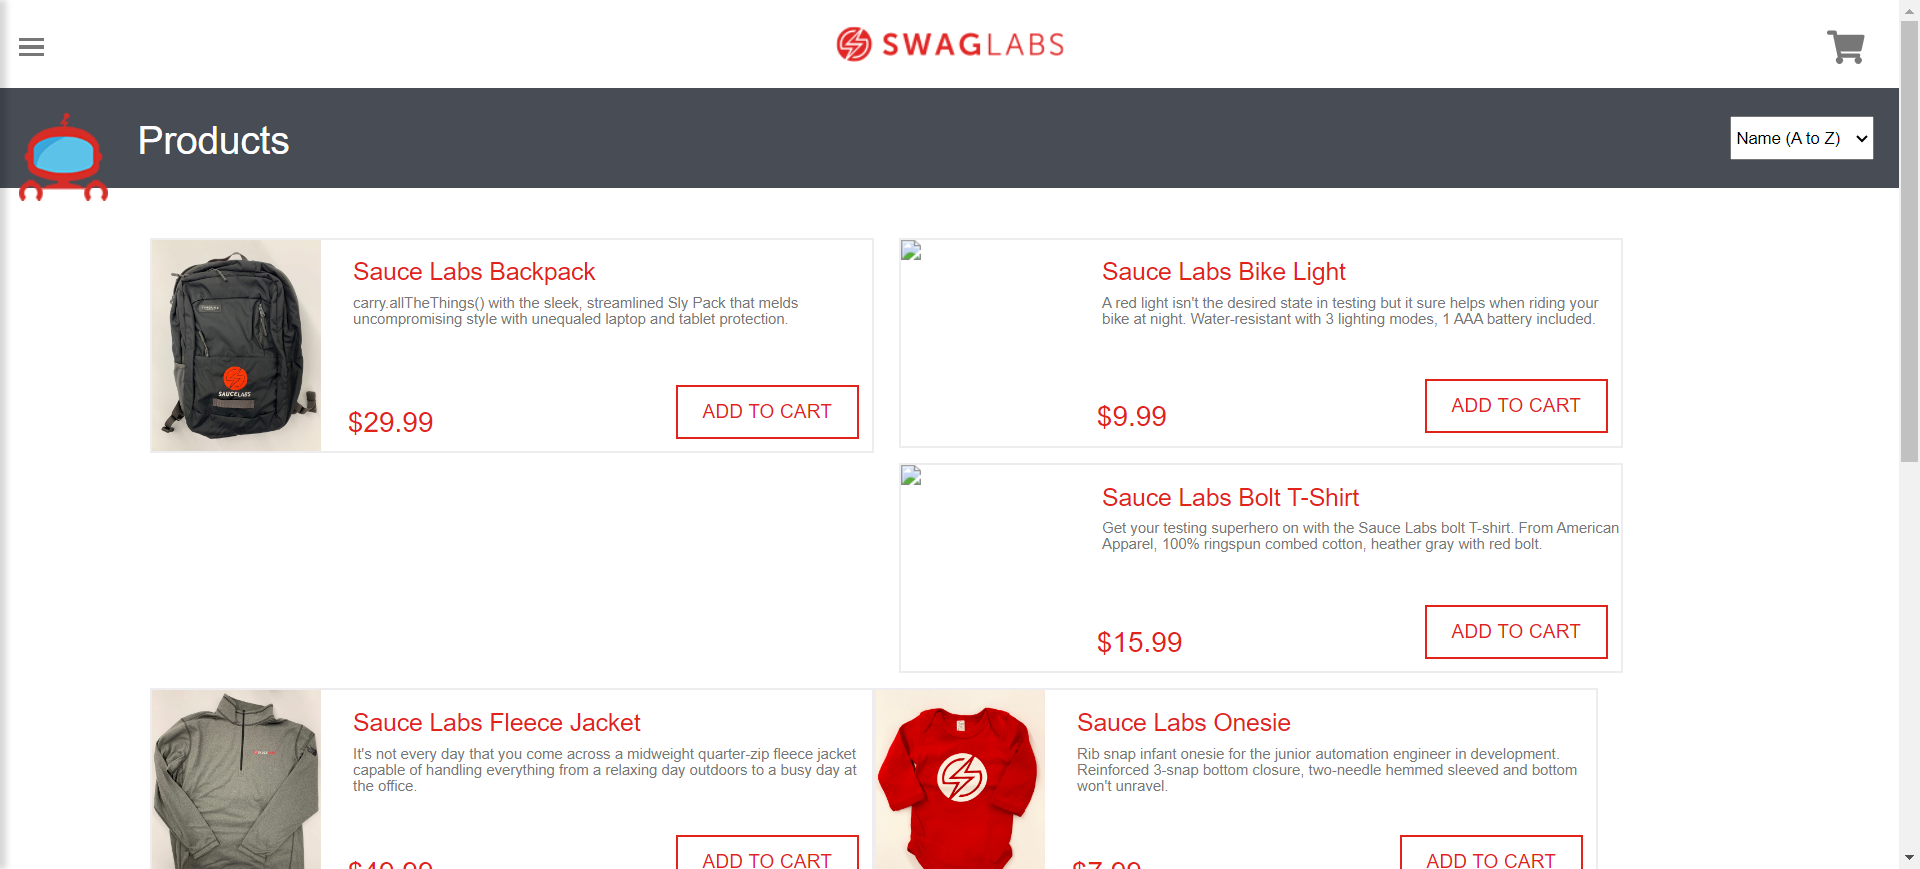 SWAGLABS
Products
Name (A to Z)
Sauce Labs Backpack
carry.allTheThings() with the sleek, streamlined Sly Pack that melds
uncompromising style with unequaled laptop and tablet protection.
$29.99
ADD TO CART
SAUCELABS
Sauce Labs Bike Light
A red light isn't the desired state in testing but it sure helps when riding your
bike at night. Water-resistant with 3 lighting modes, 1 AAA battery included.
$9.99
ADD TO CART
Sauce Labs Bolt T-Shirt
Get your testing superhero on with the Sauce Labs bolt T-shirt. From American
Apparel, 100% ringspun combed cotton, heather gray with red bolt.
$15.99
ADD TO CART
Sauce Labs Fleece Jacket
It's not every day that you come across a midweight quarter-zip fleece jacket
capable of handling everything from a relaxing day outdoors to a busy day at
the office.
$49.99
ADD TO CART
Sauce Labs Onesie
Rib snap infant onesie for the junior automation engineer in development.
Reinforced 3-snap bottom closure, two-needle hemmed sleeved and bottom
won't unravel.
$7.99
ADD TO CART